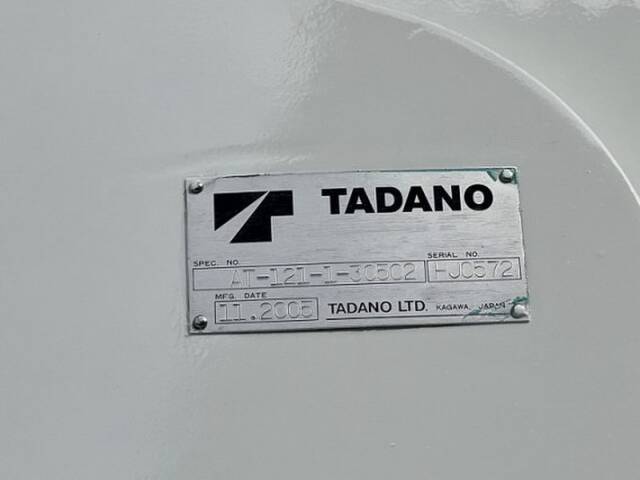 TADANO
SPEC. NO. SERIAL NO.
AT-121-1-30502 HJ0572
MFG. DATE
11.2005 TADANO LTD. KAGAWA, JAPAN